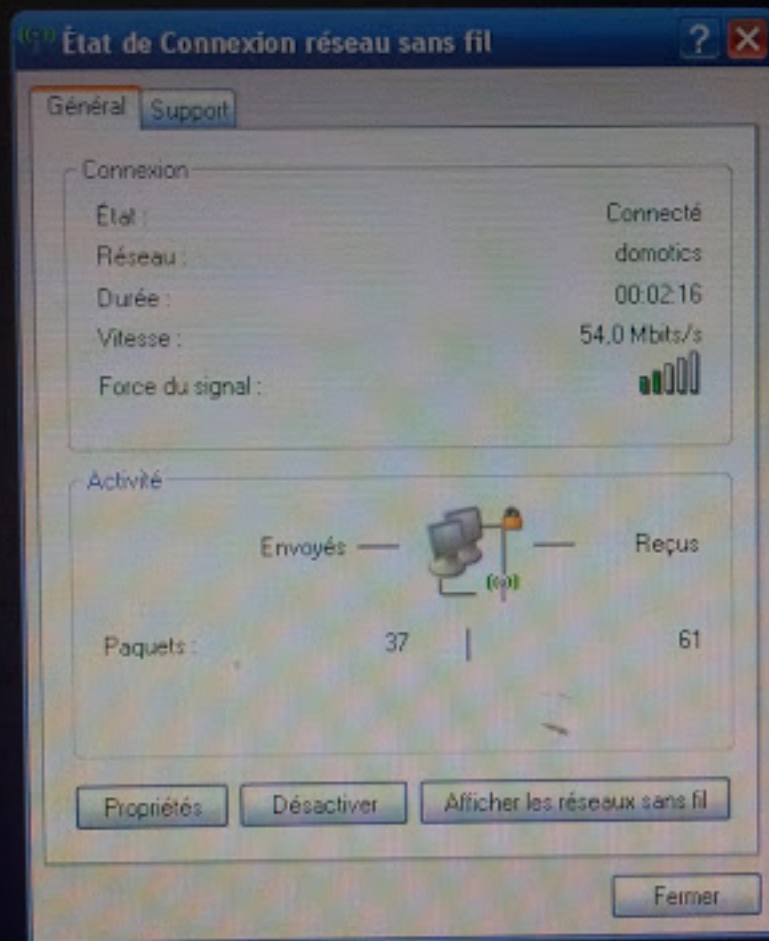 État de Connexion réseau sans fil
Général Support
Connexion
État : Connecté
Réseau : domotics
Durée : 00:02:16
Vitesse : 54,0 Mbits/s
Force du signal :
Activité
Envoyés — — Reçus
Paquets : 37 | 61
Propriétés Désactiver Afficher les réseaux sans fil
Fermer